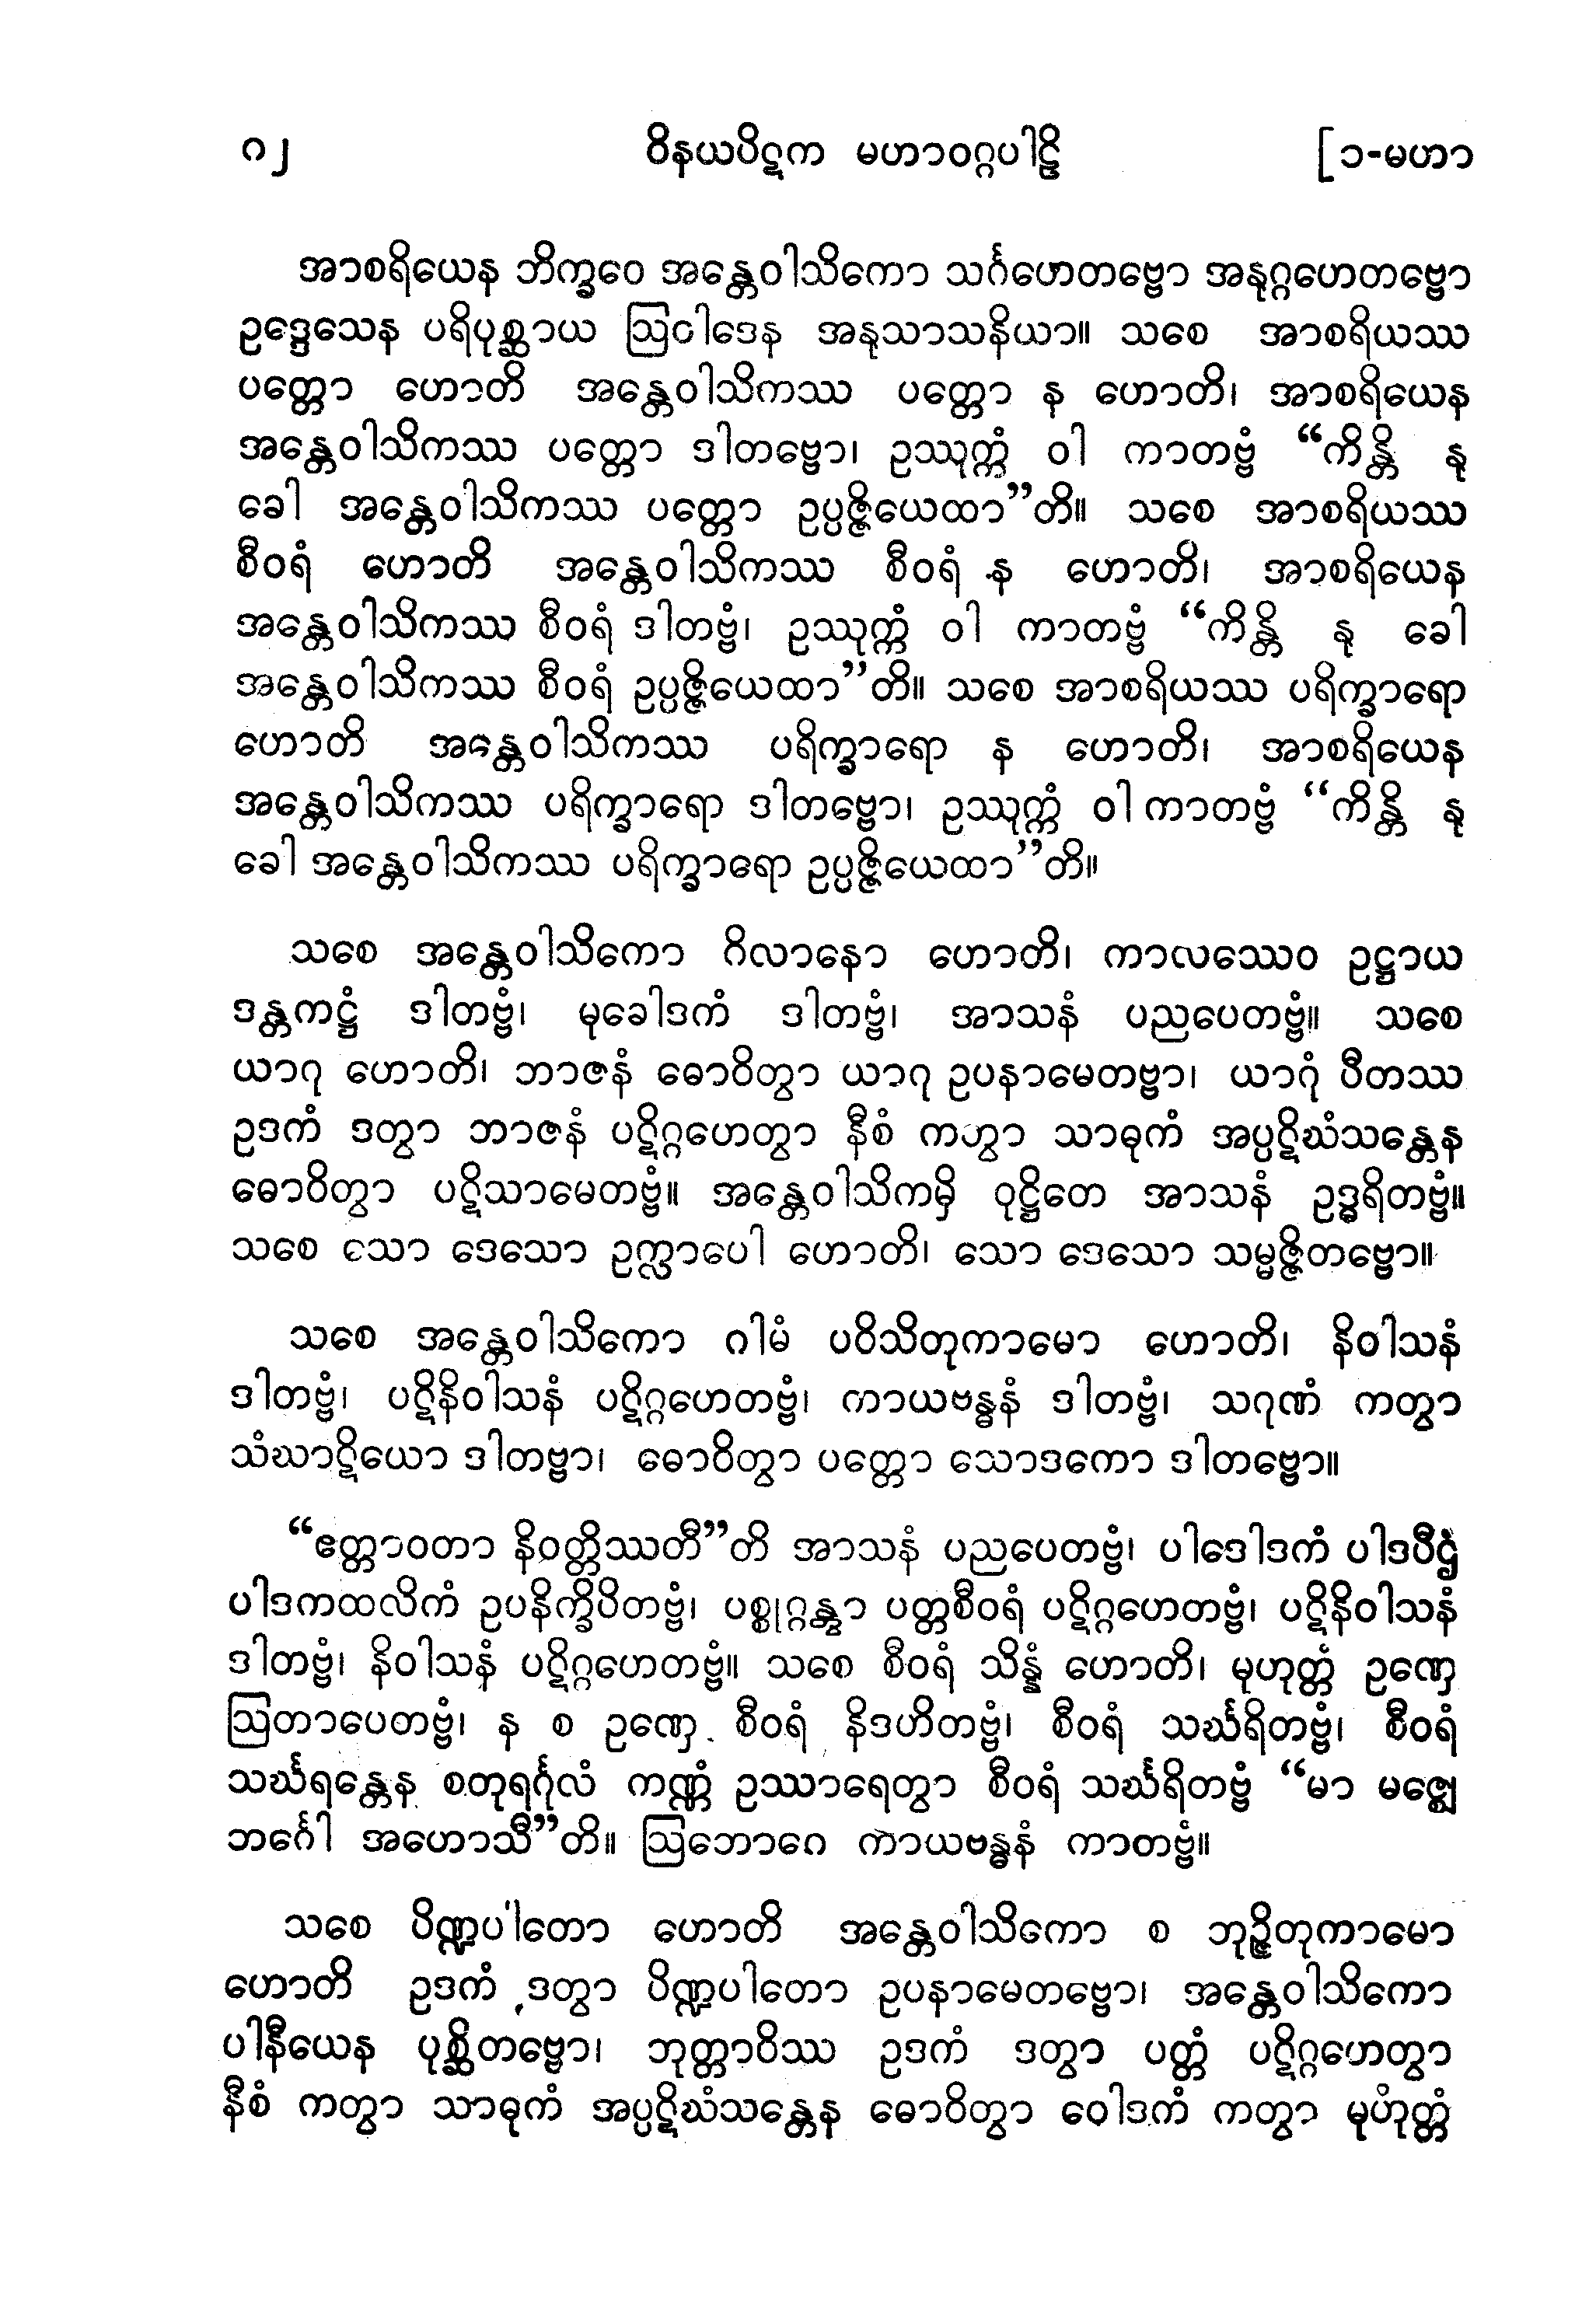 ၈၂ ဝိနယပိဋက မဟာဝဂ္ဂပါဠိ [၁-မဟာ
အာစရိယေန ဘိက္ခဝေ အန္တေဝါသိကော သင်္ဂဟေတဗ္ဗော အနုဂ္ဂဟေတဗ္ဗော
ဥဒ္ဒေသေန ပရိပုစ္ဆာယ ဩဝါဒေန အနုသာသနိယာ။ သစေ အာစရိယဿ
ပတ္တော ဟောတိ အန္တေဝါသိကဿ ပတ္တော န ဟောတိ၊ အာစရိယေန
အန္တေဝါသိကဿ ပတ္တော ဒါတဗ္ဗော၊ ဥဿုက္ကံ ဝါ ကာတဗ္ဗံ “ကိန္တိ နု
ခေါ အန္တေဝါသိကဿ ပတ္တော ဥပ္ပဇ္ဇိယေထာ”တိ။ သစေ အာစရိယဿ
စီဝရံ ဟောတိ အန္တေဝါသိကဿ စီဝရံ န ဟောတိ၊ အာစရိယေန
အန္တေဝါသိကဿ စီဝရံ ဒါတဗ္ဗံ၊ ဥဿုက္ကံ ဝါ ကာတဗ္ဗံ “ကိန္တိ နု ခေါ
အန္တေဝါသိကဿ စီဝရံ ဥပ္ပဇ္ဇိယေထာ”တိ။ သစေ အာစရိယဿ ပရိက္ခာရော
ဟောတိ အန္တေဝါသိကဿ ပရိက္ခာရော န ဟောတိ၊ အာစရိယေန
အန္တေဝါသိကဿ ပရိက္ခာရော ဒါတဗ္ဗော၊ ဥဿုက္ကံ ဝါ ကာတဗ္ဗံ “ကိန္တိ နု
ခေါ အန္တေဝါသိကဿ ပရိက္ခာရော ဥပ္ပဇ္ဇိယေထာ”တိ။
သစေ အန္တေဝါသိကော ဂိလာနော ဟောတိ၊ ကာလဿေဝ ဥဋ္ဌာယ
ဒန္တကဋ္ဌံ ဒါတဗ္ဗံ၊ မုခေါဒကံ ဒါတဗ္ဗံ၊ အာသနံ ပညပေတဗ္ဗံ။ သစေ
ယာဂု ဟောတိ၊ ဘာဇနံ ဓောဝိတွာ ယာဂု ဥပနာမေတဗ္ဗာ၊ ယာဂုံ ပီတဿ
ဥဒကံ ဒတွာ ဘာဇနံ ပဋိဂ္ဂဟေတွာ နီစံ ကတွာ သာဓုကံ အပ္ပဋိဃံသန္တေန
ဓောဝိတွာ ပဋိသာမေတဗ္ဗံ။ အန္တေဝါသိကမှိ ဝုဋ္ဌိတေ အာသနံ ဥဒ္ဓရိတဗ္ဗံ။
သစေ သော ဒေသော ဥက္လာပေါ ဟောတိ၊ သော ဒေသော သမ္မဇ္ဇိတဗ္ဗော။
သစေ အန္တေဝါသိကော ဂါမံ ပဝိသိတုကာမော ဟောတိ၊ နိဝါသနံ
ဒါတဗ္ဗံ၊ ပဋိနိဝါသနံ ပဋိဂ္ဂဟေတဗ္ဗံ၊ ကာယဗန္ဓနံ ဒါတဗ္ဗံ၊ သဂုဏံ ကတွာ
သံဃာဋိယော ဒါတဗ္ဗာ၊ ဓောဝိတွာ ပတ္တော သောဒကော ဒါတဗ္ဗော။
“ဧတ္တာဝတာ နိဝတ္တိဿတီ”တိ အာသနံ ပညပေတဗ္ဗံ၊ ပါဒေါဒကံ ပါဒပီဌံ
ပါဒကထလိကံ ဥပနိက္ခိပိတဗ္ဗံ၊ ပစ္စုဂ္ဂန္တွာ ပတ္တစီဝရံ ပဋိဂ္ဂဟေတဗ္ဗံ၊ ပဋိနိဝါသနံ
ဒါတဗ္ဗံ၊ နိဝါသနံ ပဋိဂ္ဂဟေတဗ္ဗံ။ သစေ စီဝရံ သိန္နံ ဟောတိ၊ မုဟုတ္တံ ဥဏှေ
ဩတာပေတဗ္ဗံ၊ န စ ဥဏှေ စီဝရံ နိဒဟိတဗ္ဗံ၊ စီဝရံ သင်္ဃရိတဗ္ဗံ၊ စီဝရံ
သင်္ဃရန္တေန စတုရင်္ဂုလံ ကဏ္ဏံ ဥဿာရေတွာ စီဝရံ သင်္ဃရိတဗ္ဗံ “မာ မဇ္ဈေ
ဘင်္ဂေါ အဟောသီ”တိ။ ဩဘောဂေ ကာယဗန္ဓနံ ကာတဗ္ဗံ။
သစေ ပိဏ္ဍပါတော ဟောတိ အန္တေဝါသိကော စ ဘုဉ္ဇိတုကာမော
ဟောတိ ဥဒကံ ဒတွာ ပိဏ္ဍပါတော ဥပနာမေတဗ္ဗော၊ အန္တေဝါသိကော
ပါနီယေန ပုစ္ဆိတဗ္ဗော၊ ဘုတ္တာဝိဿ ဥဒကံ ဒတွာ ပတ္တံ ပဋိဂ္ဂဟေတွာ
နီစံ ကတွာ သာဓုကံ အပ္ပဋိဃံသန္တေန ဓောဝိတွာ ဝေါဒကံ ကတွာ မုဟုတ္တံ